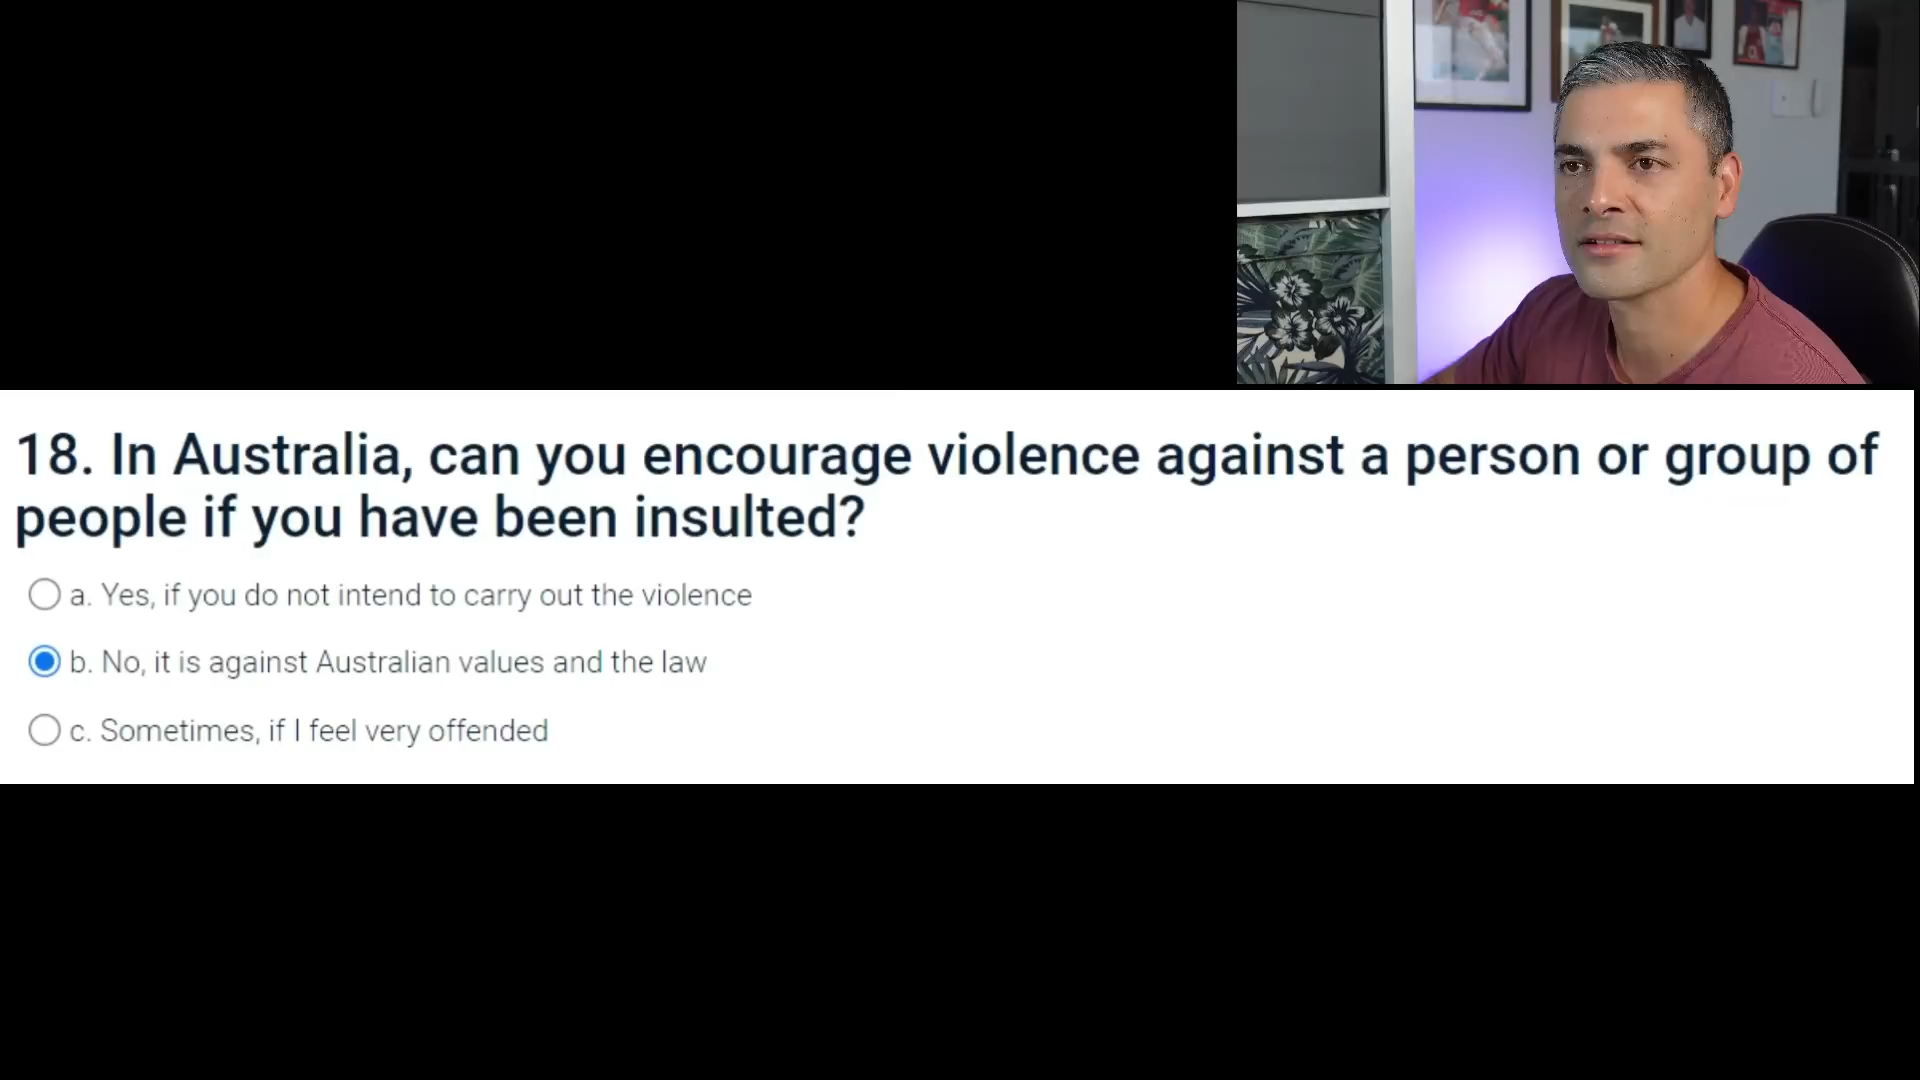 18. In Australia, can you encourage violence against a person or group of
people if you have been insulted?
a. Yes, if you do not intend to carry out the violence
b. No, it is against Australian values and the law
c. Sometimes, if I feel very offended